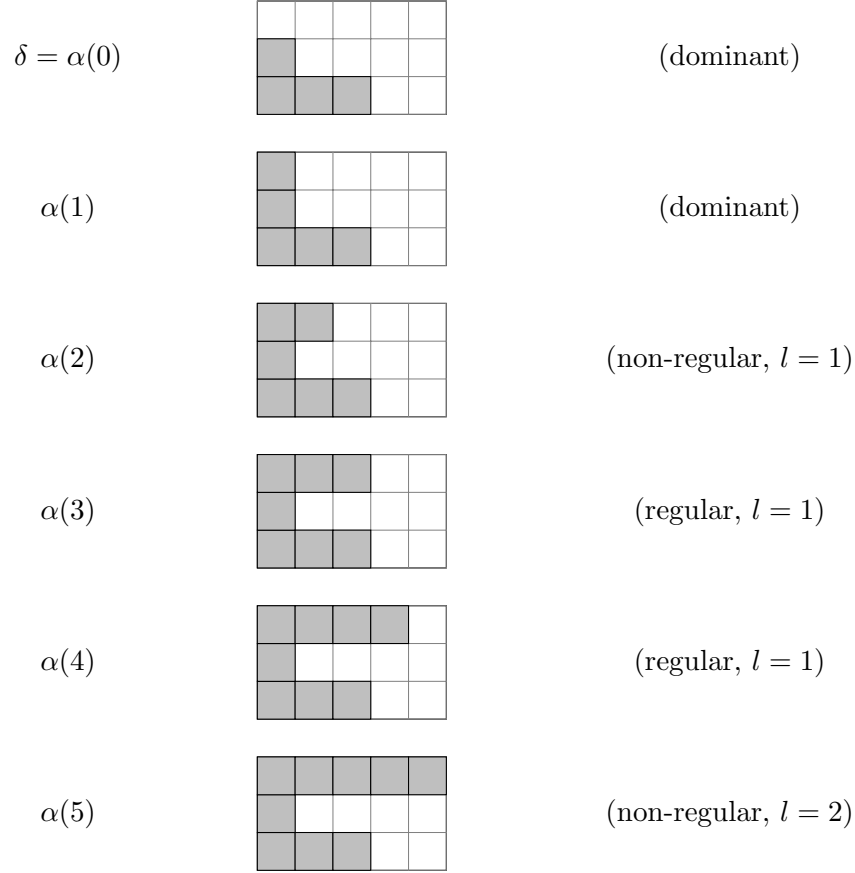 δ = α(0) (dominant)
α(1) (dominant)
α(2) (non-regular, l = 1)
α(3) (regular, l = 1)
α(4) (regular, l = 1)
α(5) (non-regular, l = 2)